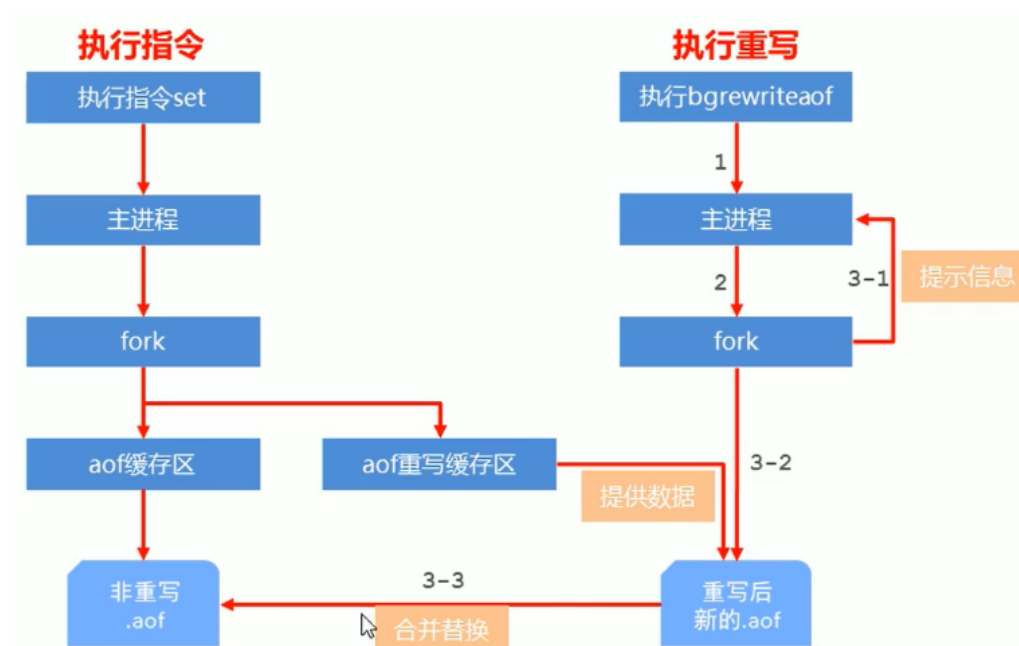 执行指令
执行重写
执行指令set
执行bgrewriteaof
1
主进程
主进程
2
3-1
提示信息
fork
fork
aof缓存区
aof重写缓存区
3-2
提供数据
非重写
.aof
3-3
合并替换
重写后
新的.aof